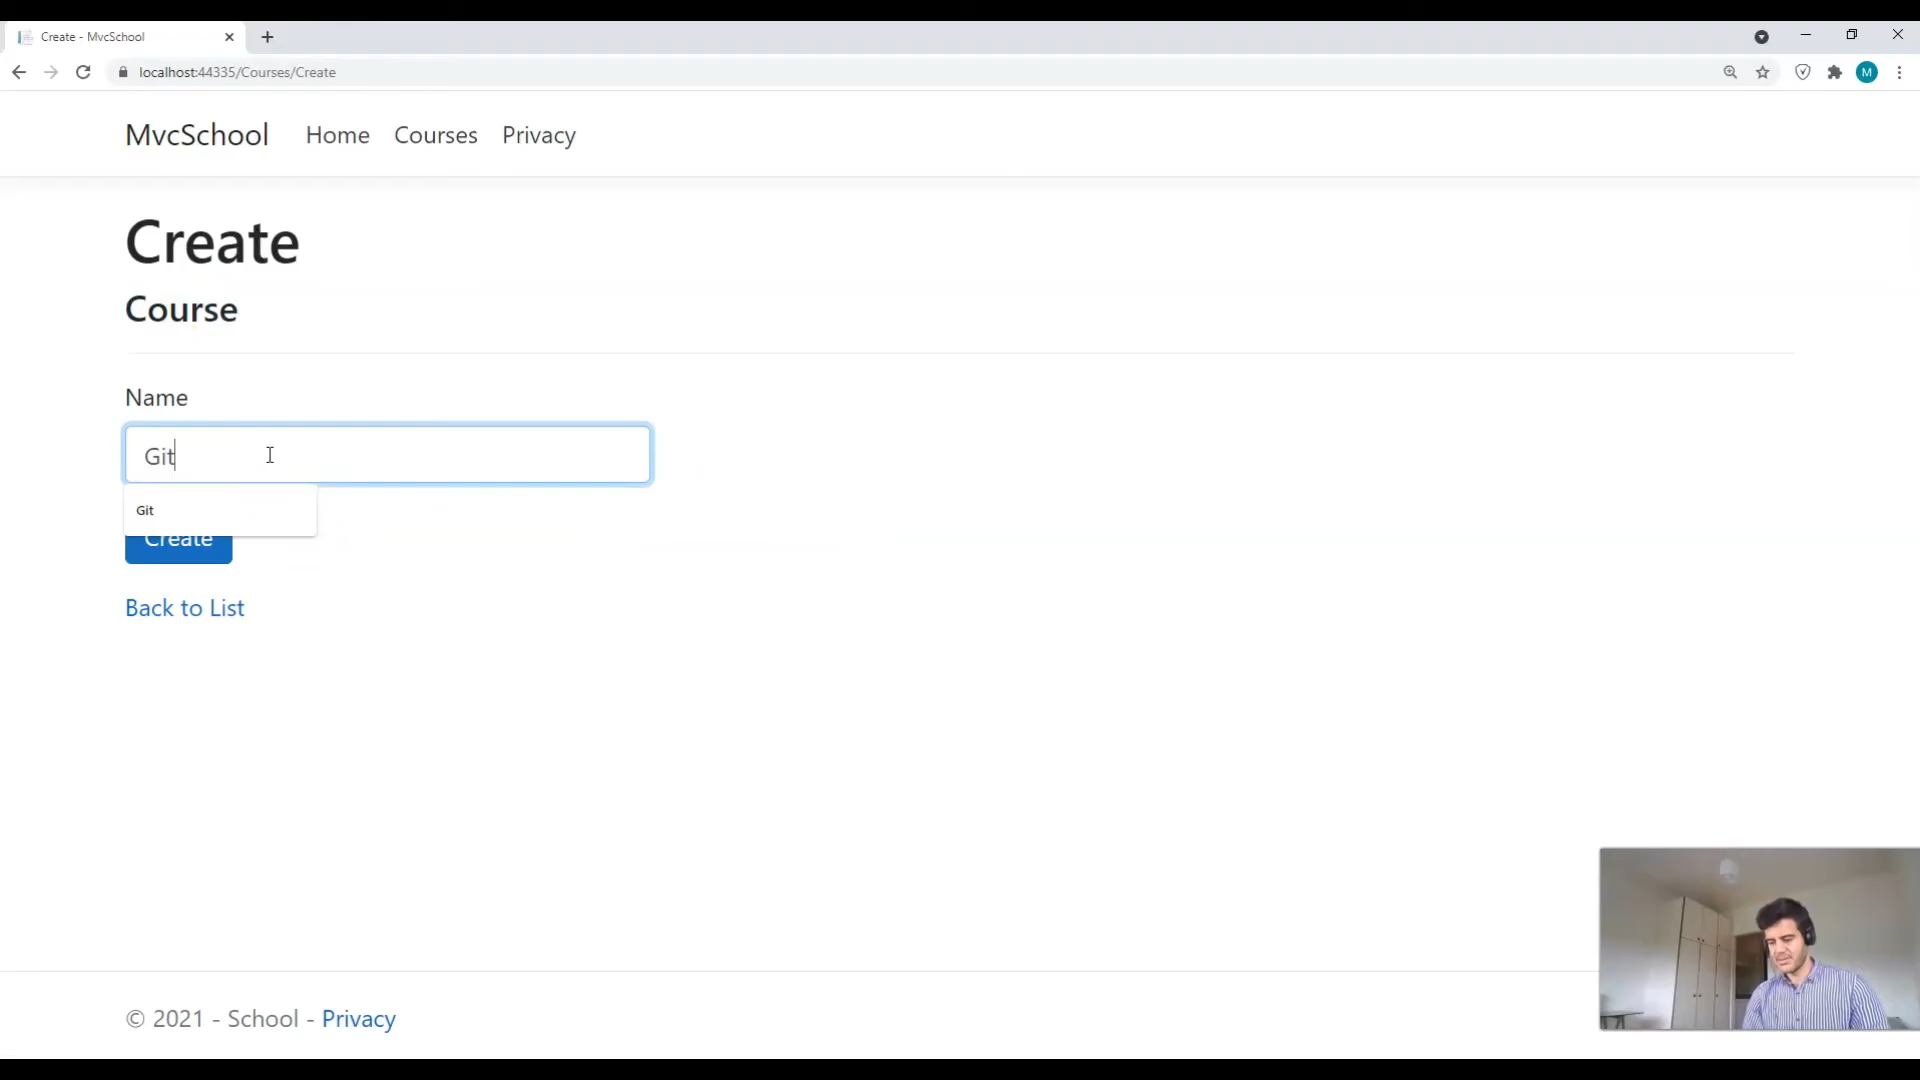 Create - MvcSchool
localhost:44335/Courses/Create
M
MvcSchool Home Courses Privacy
Create
Course
Name
Git
Git
Create
Back to List
© 2021 - School - Privacy